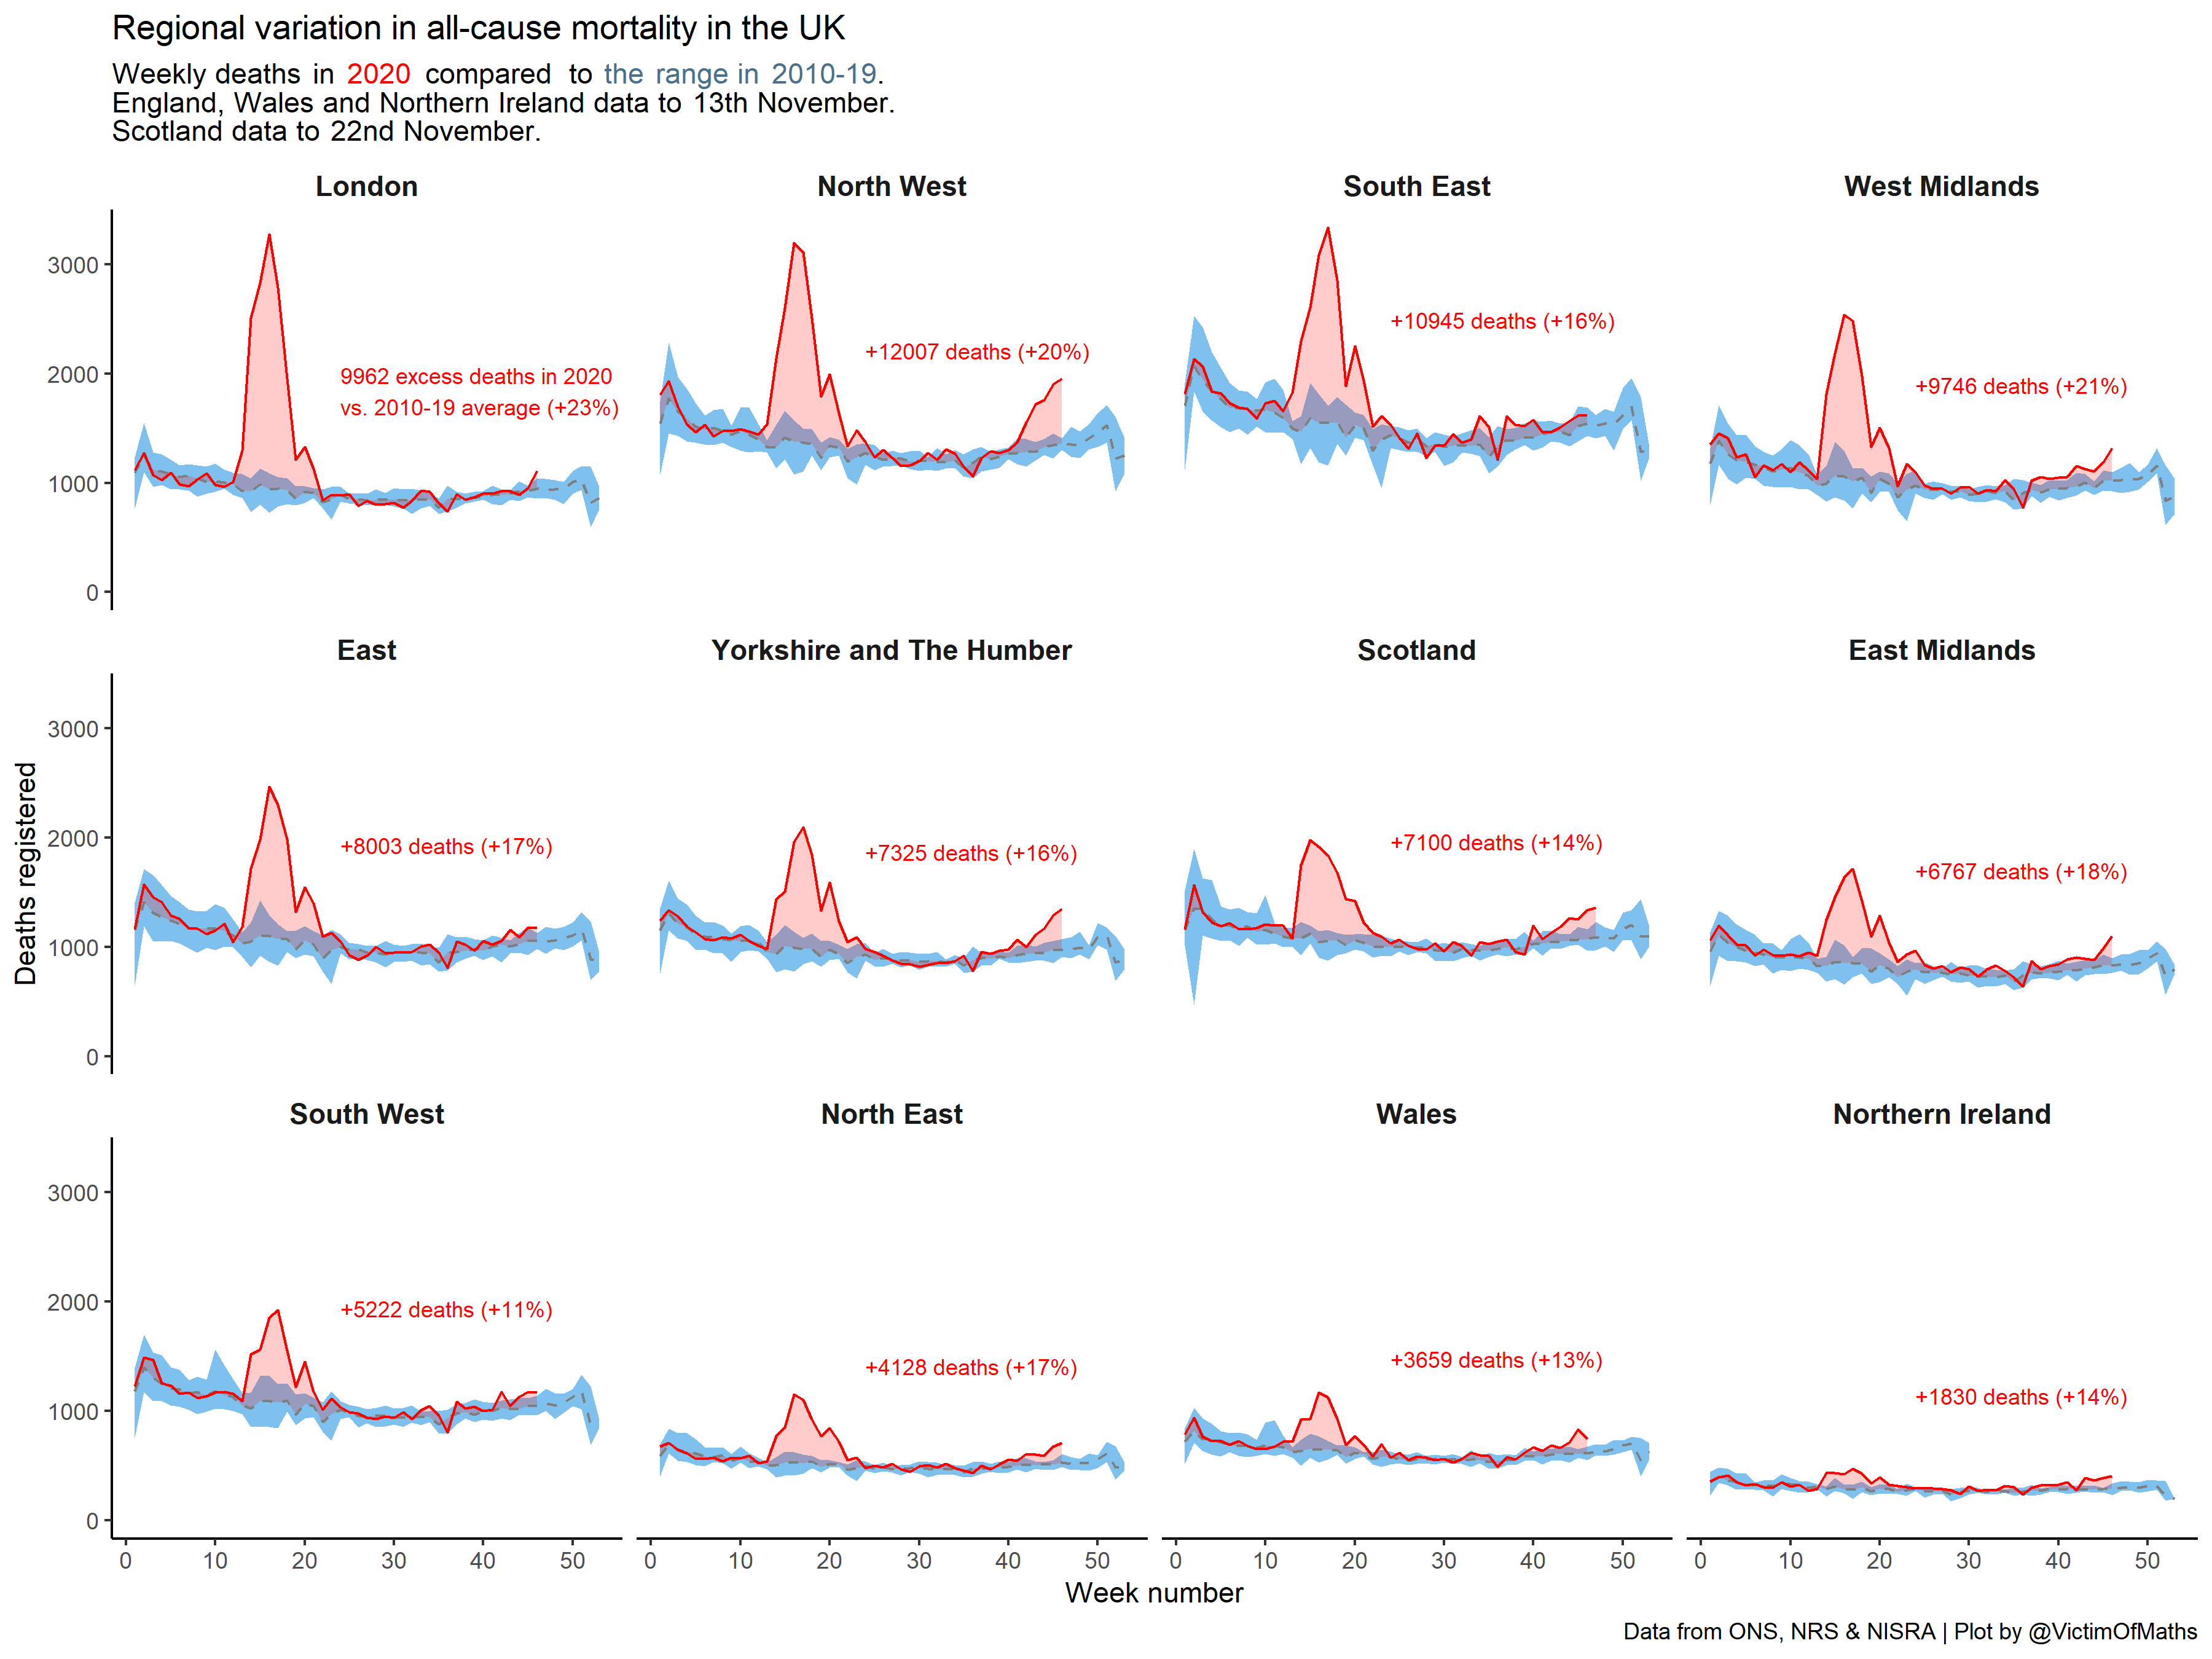 Regional variation in all-cause mortality in the UK
Weekly deaths in 2020 compared to the range in 2010-19.
England, Wales and Northern Ireland data to 13th November.
Scotland data to 22nd November.
London
North West
South East
West Midlands
3000
2000
1000
0
9962 excess deaths in 2020
vs. 2010-19 average (+23%)
+12007 deaths (+20%)
+10945 deaths (+16%)
+9746 deaths (+21%)
East
Yorkshire and The Humber
Scotland
East Midlands
Deaths registered
3000
2000
1000
0
+8003 deaths (+17%)
+7325 deaths (+16%)
+7100 deaths (+14%)
+6767 deaths (+18%)
South West
North East
Wales
Northern Ireland
3000
2000
1000
0
+5222 deaths (+11%)
+4128 deaths (+17%)
+3659 deaths (+13%)
+1830 deaths (+14%)
0 10 20 30 40 50
0 10 20 30 40 50
0 10 20 30 40 50
0 10 20 30 40 50
Week number
Data from ONS, NRS & NISRA | Plot by @VictimOfMaths